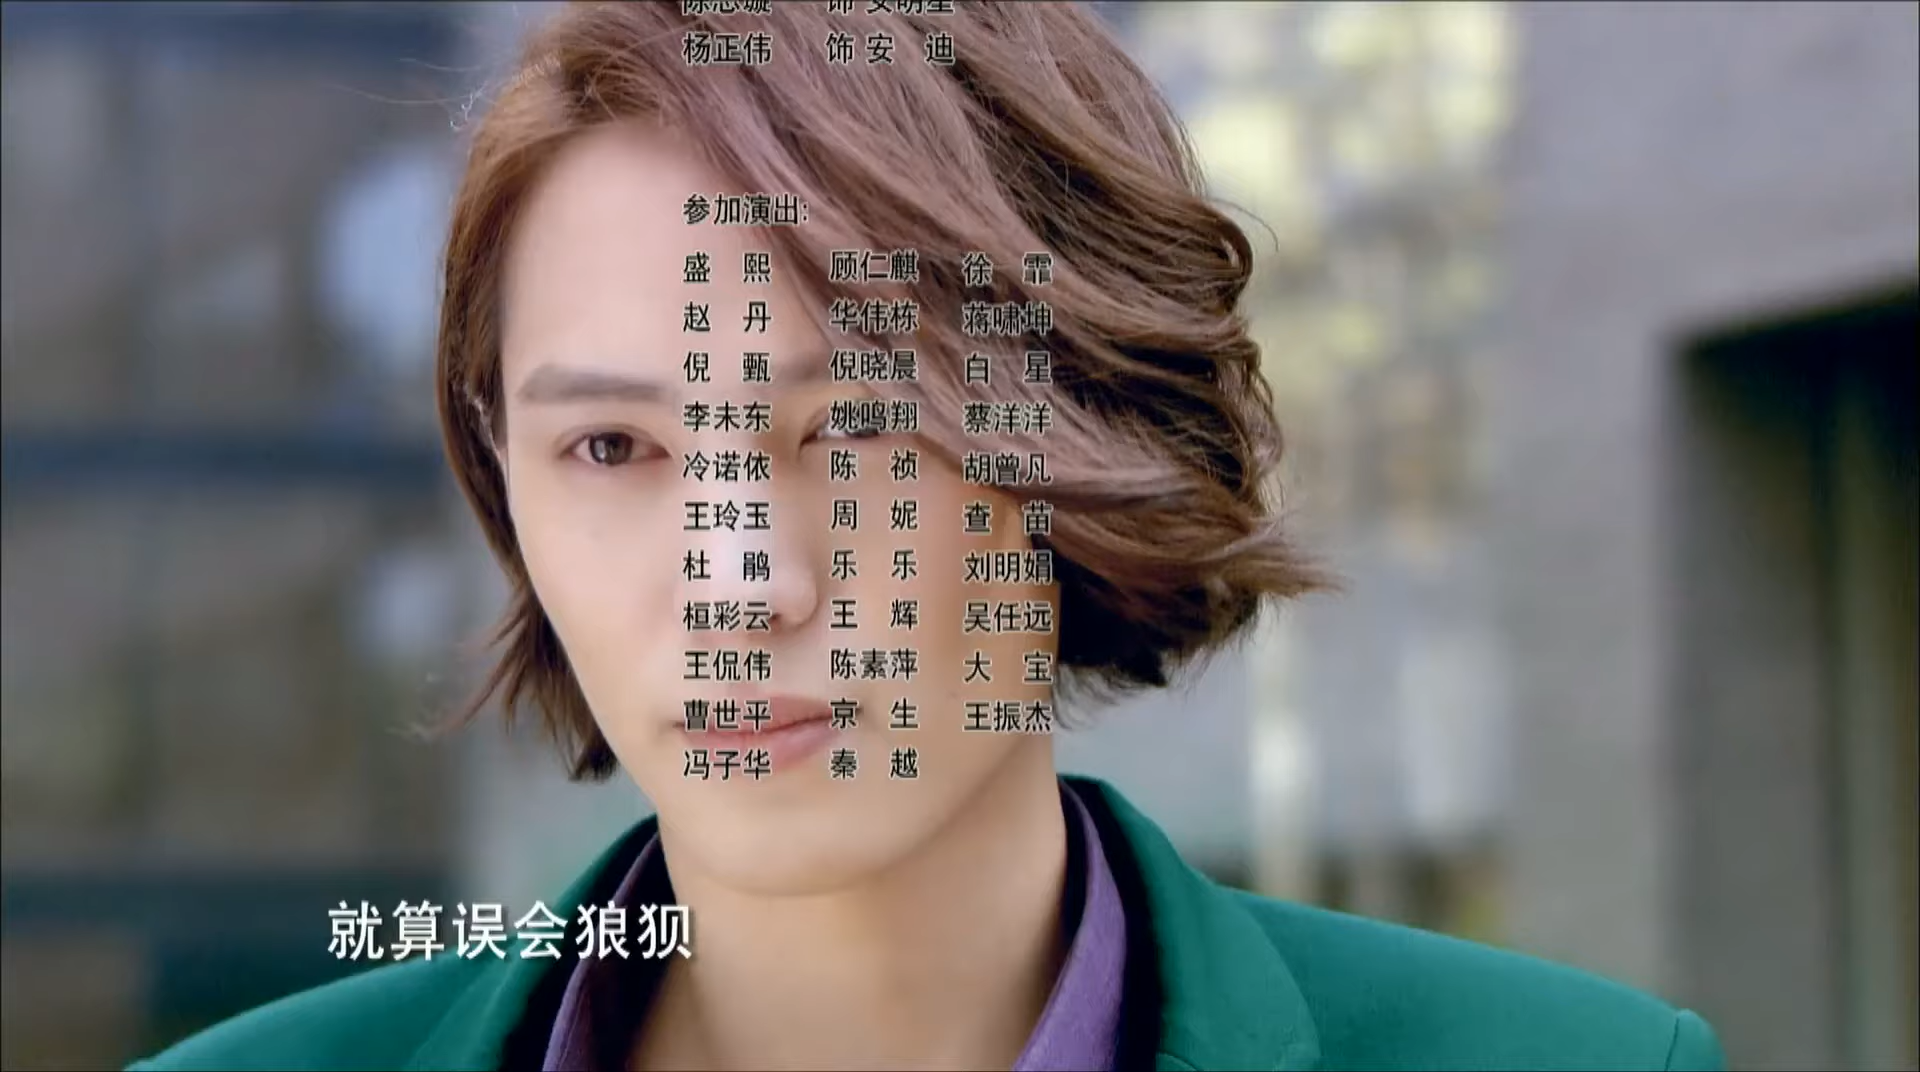 杨正伟 饰 安 迪
参加演出:
盛 熙 顾仁麒 徐 霏
赵 丹 华伟栋 蒋啸坤
倪 甄 倪晓晨 白 星
李未东 姚鸣翔 蔡洋洋
冷诺依 陈 祯 胡曾凡
王玲玉 周 妮 查 苗
杜 鹃 乐 乐 刘明娟
桓彩云 王 辉 吴任远
王侃伟 陈素萍 大 宝
曹世平 京 生 王振杰
冯子华 秦 越
就算误会狼狈